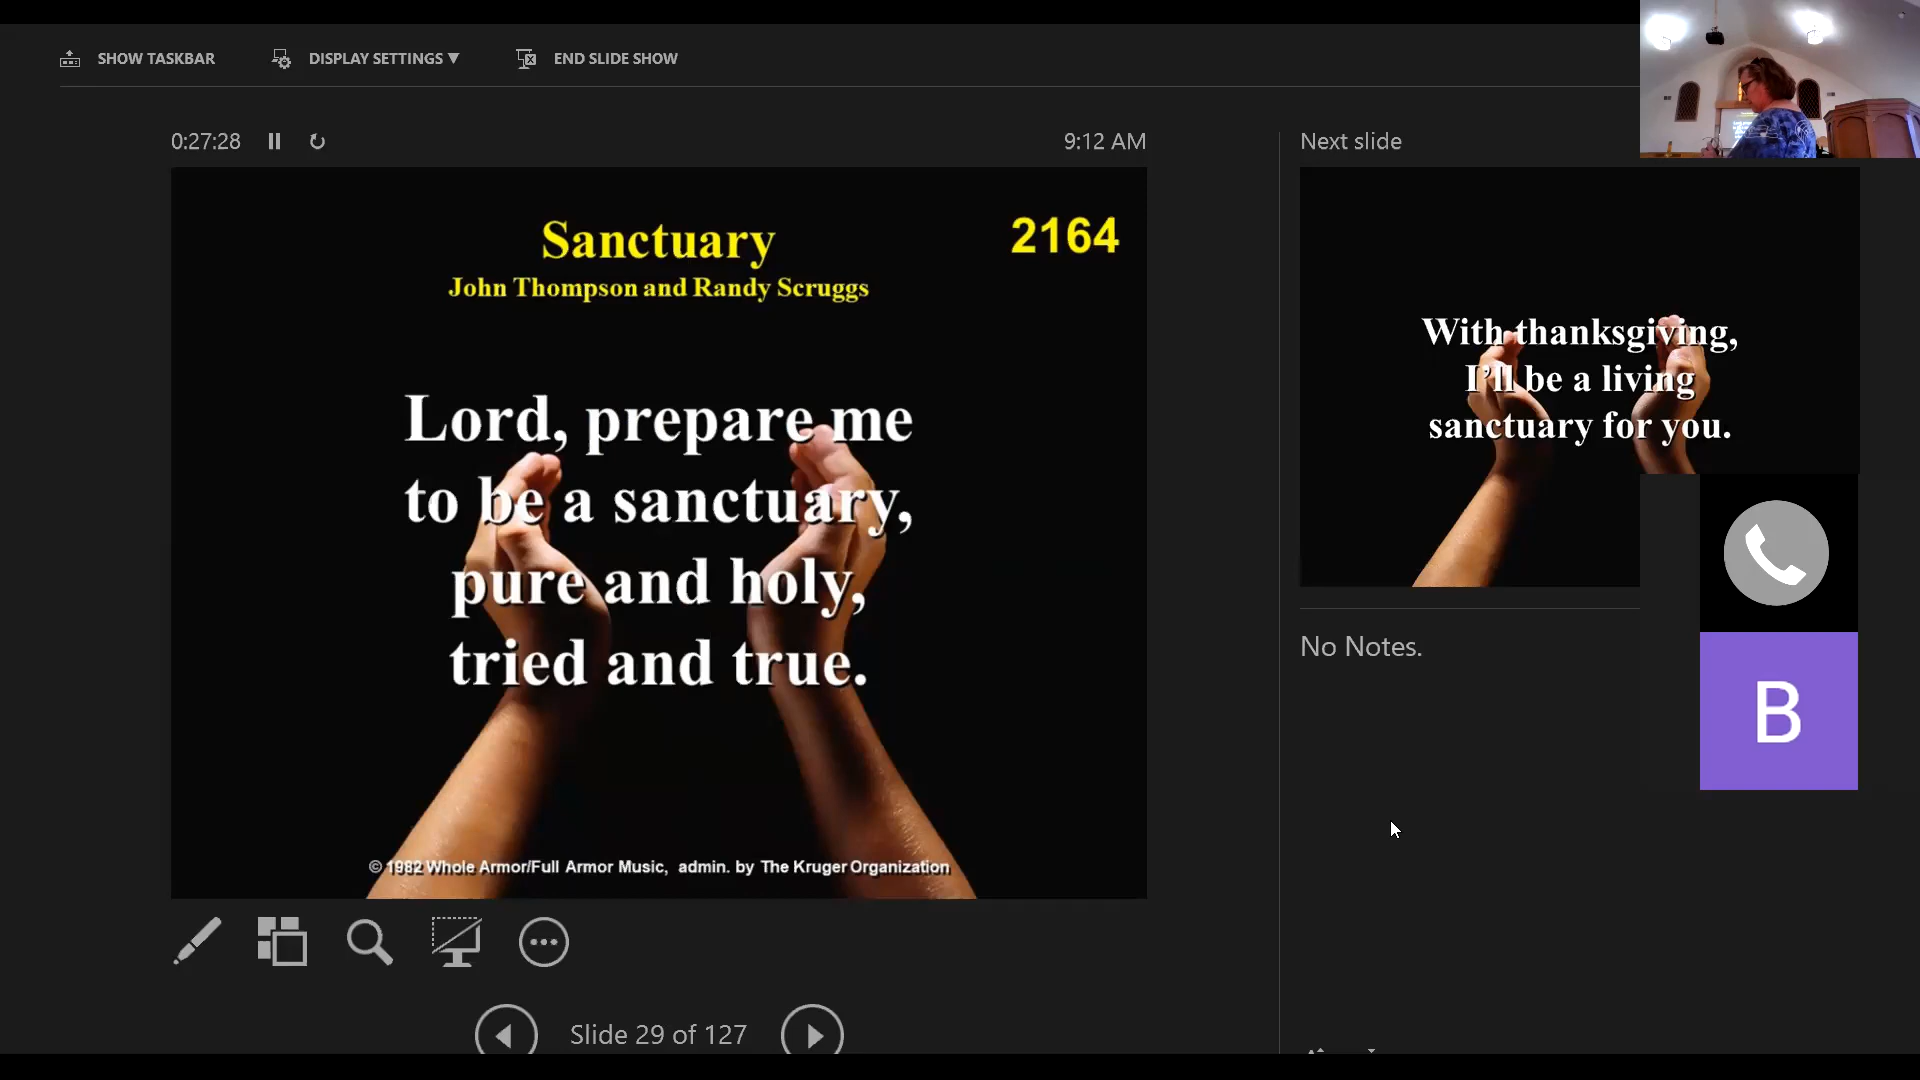 SHOW TASKBAR
DISPLAY SETTINGS ▼
END SLIDE SHOW
0:27:28
9:12 AM
Sanctuary
2164
John Thompson and Randy Scruggs
Lord, prepare me
to be a sanctuary,
pure and holy,
tried and true.
© 1982 Whole Armor/Full Armor Music, admin. by The Kruger Organization
Slide 29 of 127
Next slide
With thanksgiving,
I'll be a living
sanctuary for you.
No Notes.
B